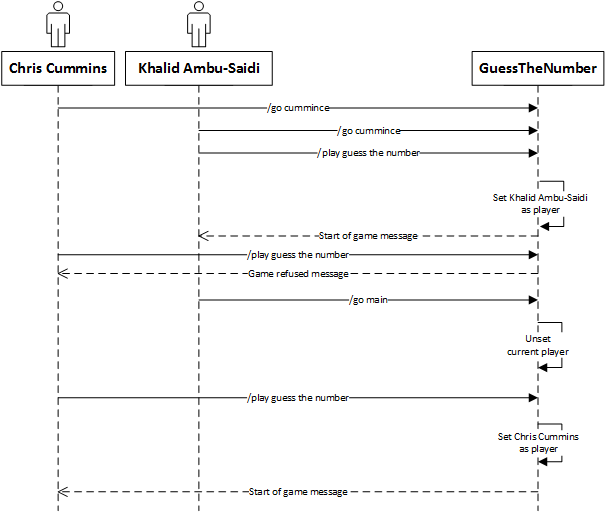 Chris Cummins
Khalid Ambu-Saidi
GuessTheNumber
/go cummince
/go cummince
/play guess the number
Set Khalid Ambu-Saidi
as player
Start of game message
/play guess the number
Game refused message
/go main
Unset
current player
/play guess the number
Set Chris Cummins
as player
Start of game message